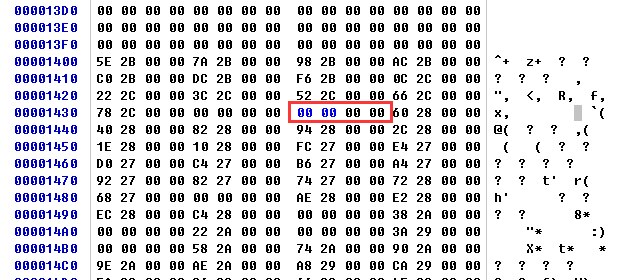 000013D0 00 00 00 00 00 00 00 00 00 00 00 00 00 00 00 00
000013E0 00 00 00 00 00 00 00 00 00 00 00 00 00 00 00 00
000013F0 00 00 00 00 00 00 00 00 00 00 00 00 00 00 00 00
00001400 5E 2B 00 00 7A 2B 00 00 98 2B 00 00 AC 2B 00 00 ^+ z+ ? ?
00001410 C0 2B 00 00 DC 2B 00 00 F6 2B 00 00 0C 2C 00 00 ? ? ? ,
00001420 22 2C 00 00 3C 2C 00 00 52 2C 00 00 66 2C 00 00 ", <, R, f,
00001430 78 2C 00 00 00 00 00 00 00 00 00 00 60 28 00 00 x, `(
00001440 40 28 00 00 82 28 00 00 94 28 00 00 2C 28 00 00 @( ? ? ,(
00001450 1E 28 00 00 10 28 00 00 FC 27 00 00 E4 27 00 00 ( ( ? ?
00001460 D0 27 00 00 C4 27 00 00 B6 27 00 00 A4 27 00 00 ? ? ? ?
00001470 92 27 00 00 82 27 00 00 74 27 00 00 72 28 00 00 ? ? t' r(
00001480 68 27 00 00 00 00 00 00 AE 28 00 00 E2 28 00 00 h' ? ?
00001490 EC 28 00 00 C4 28 00 00 00 00 00 00 38 2A 00 00 ? ? 8*
000014A0 00 00 00 00 22 2A 00 00 00 00 00 00 3A 29 00 00 "* :)
000014B0 00 00 00 00 58 2A 00 00 74 2A 00 00 90 2A 00 00 X* t* *
000014C0 9E 2A 00 00 AE 2A 00 00 A8 29 00 00 CA 29 00 00 ? ? ? ?